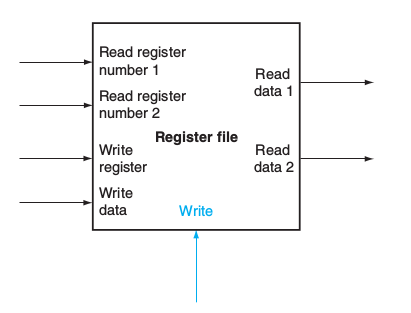 Read register
number 1
Read
data 1
Read register
number 2
Register file
Write
register
Read
data 2
Write
data
Write